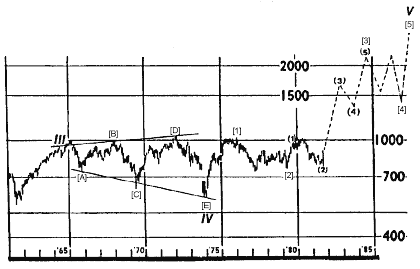 V
[5]
[3]
(5)
2000
(3)
1500
(4)
[4]
III
[B]
[D]
[1]
(1)
1000
[A]
[2]
(2)
700
[C]
[E]
IV
400
'65
'70
'75
'80
'85